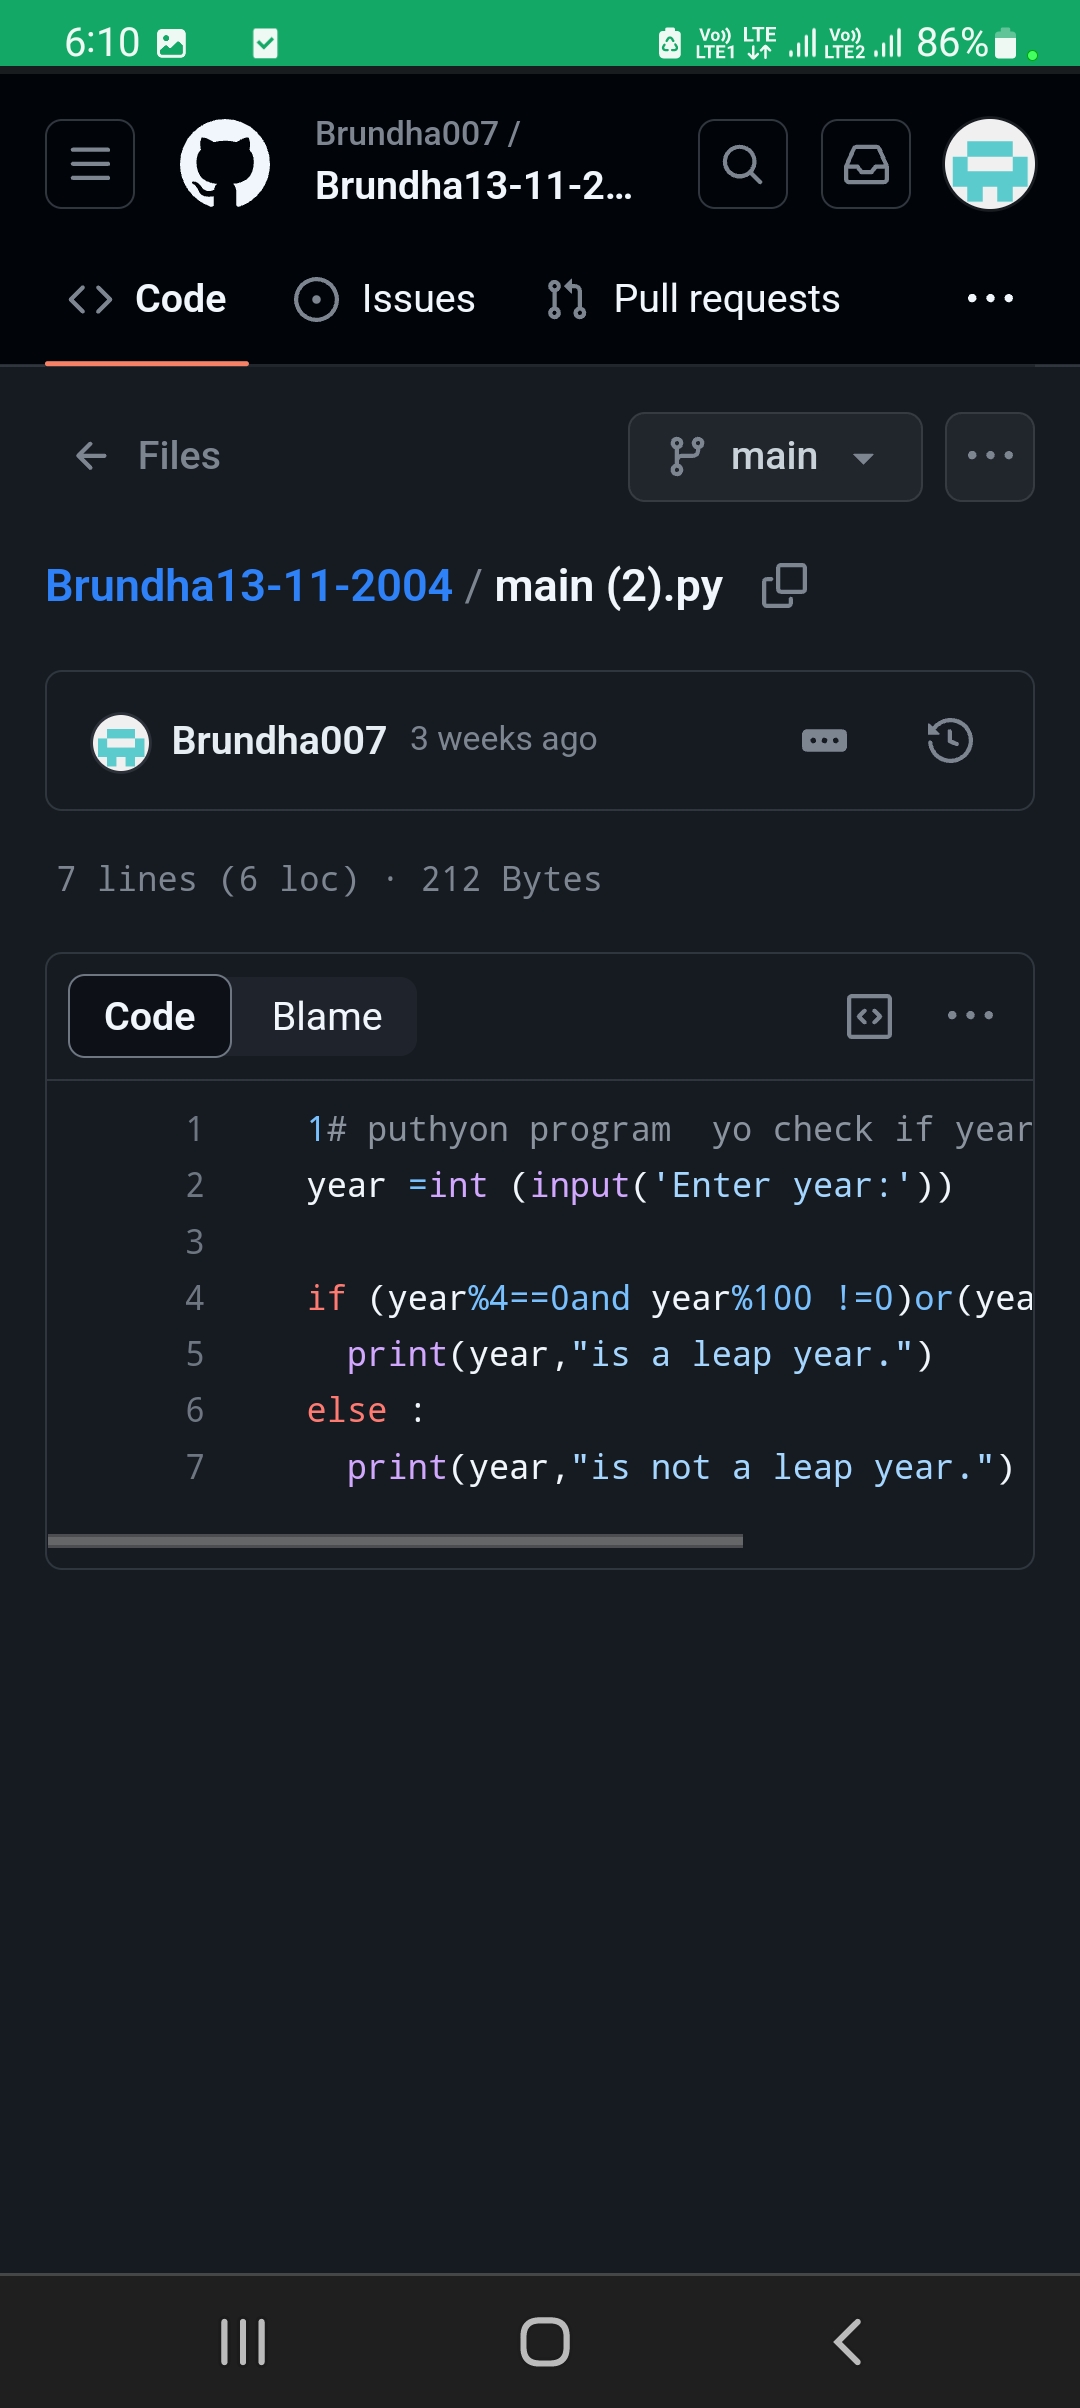 6:10 Vo)) LTE1 LTE Vo)) LTE2 86%
Brundha007 /
Brundha13-11-2...
Code Issues Pull requests
Files main
Brundha13-11-2004 / main (2).py
Brundha007 3 weeks ago
7 lines (6 loc) · 212 Bytes
Code Blame
1 1# puthyon program  yo check if year
2 year =int (input('Enter year:'))
3
4 if (year%4==0and year%100 !=0)or(yea
5   print(year,"is a leap year.")
6 else :
7   print(year,"is not a leap year.")